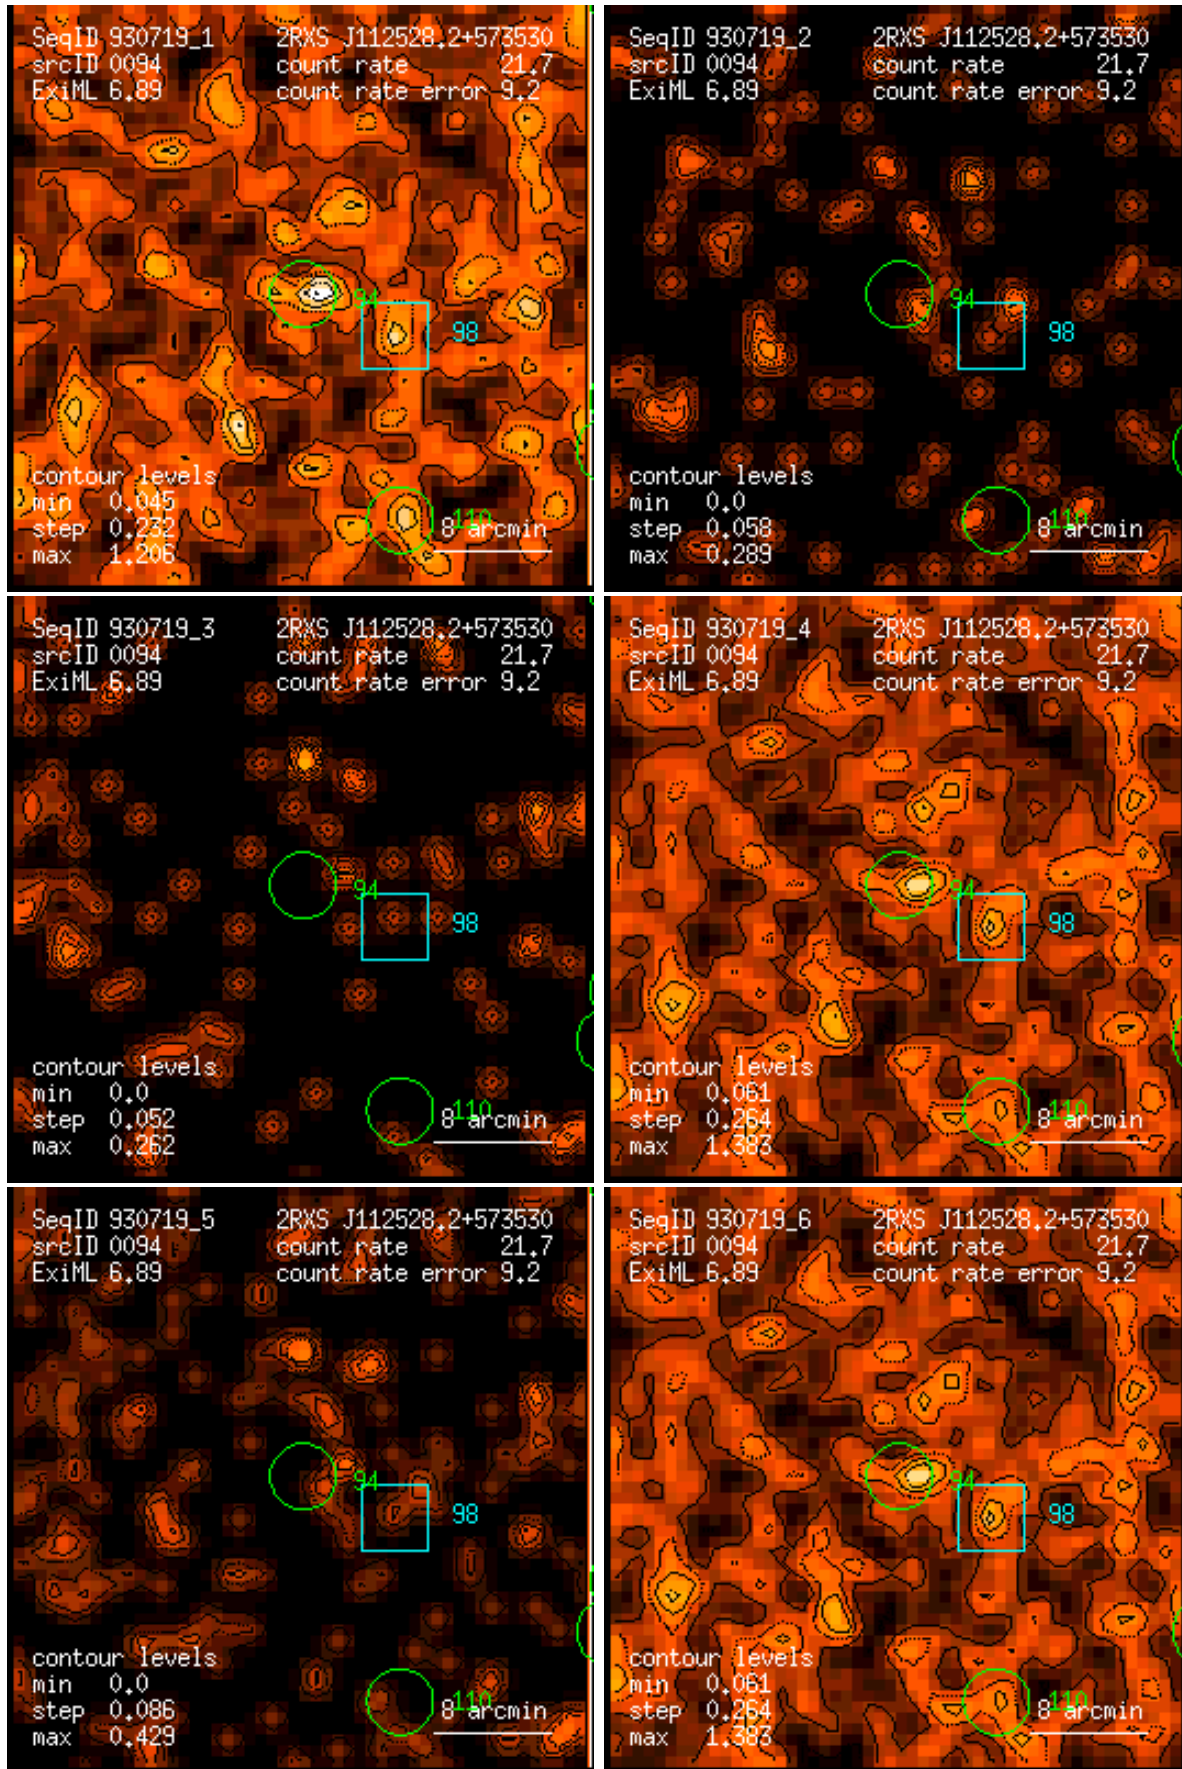 SeqID 930719_1 2RXS J112528.2+573530
srcID 0094 count rate 21.7
ExiML 6.89 count rate error 9.2
94
98
contour levels
min 0.045
step 0.232
max 1.206
110
8 arcmin
SeqID 930719_2 2RXS J112528.2+573530
srcID 0094 count rate 21.7
ExiML 6.89 count rate error 9.2
94
98
contour levels
min 0.0
step 0.058
max 0.289
110
8 arcmin
SeqID 930719_3 2RXS J112528.2+573530
srcID 0094 count rate 21.7
ExiML 6.89 count rate error 9.2
94
98
contour levels
min 0.0
step 0.052
max 0.262
110
8 arcmin
SeqID 930719_4 2RXS J112528.2+573530
srcID 0094 count rate 21.7
ExiML 6.89 count rate error 9.2
94
98
contour levels
min 0.061
step 0.264
max 1.383
110
8 arcmin
SeqID 930719_5 2RXS J112528.2+573530
srcID 0094 count rate 21.7
ExiML 6.89 count rate error 9.2
94
98
contour levels
min 0.0
step 0.086
max 0.429
110
8 arcmin
SeqID 930719_6 2RXS J112528.2+573530
srcID 0094 count rate 21.7
ExiML 6.89 count rate error 9.2
94
98
contour levels
min 0.061
step 0.264
max 1.383
110
8 arcmin